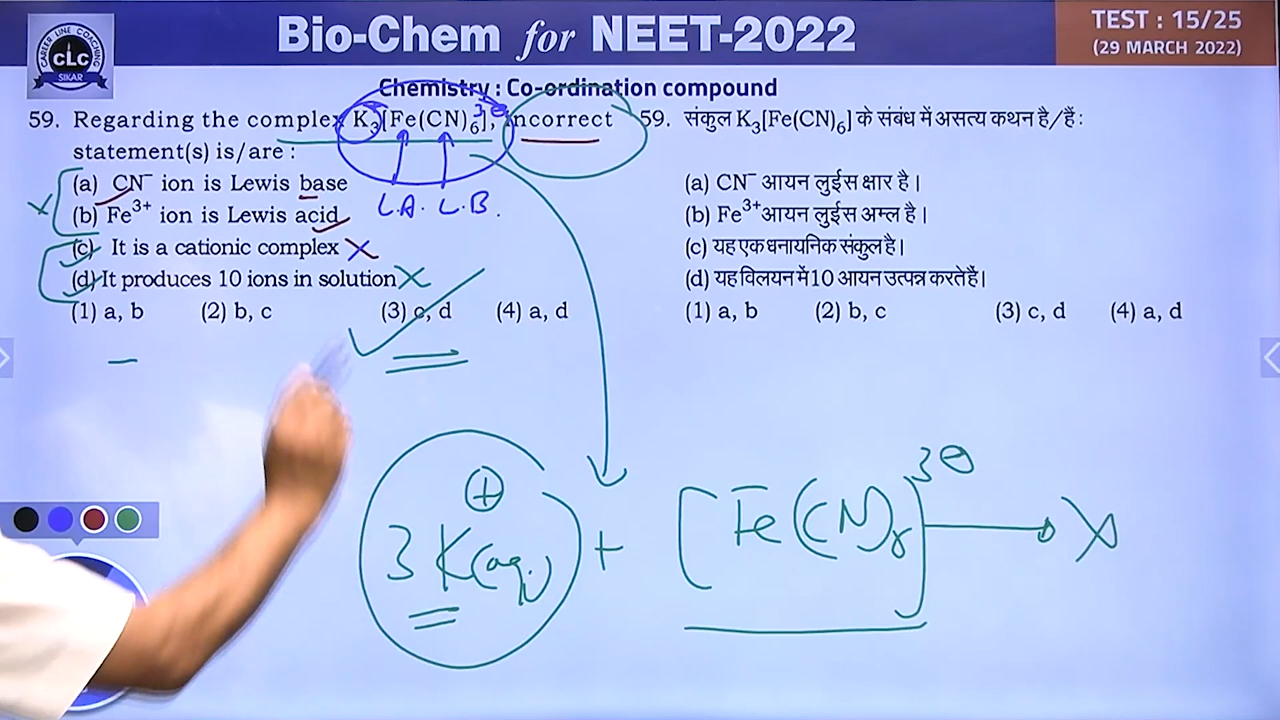 CAREER LINE COACHING
CLC
SIKAR
Bio-Chem for NEET-2022
TEST : 15/25
(29 MARCH 2022)
Chemistry : Co-ordination compound
59. Regarding the complex K₃[Fe(CN)₆], incorrect
statement(s) is/are :
(a) CN⁻ ion is Lewis base
(b) Fe³⁺ ion is Lewis acid
(c) It is a cationic complex
(d) It produces 10 ions in solution
(1) a, b (2) b, c (3) c, d (4) a, d
3⊖
L.A. L.B.
59. संकुल K₃[Fe(CN)₆] के संबंध में असत्य कथन है/हैं :
(a) CN⁻ आयन लुईस क्षार है।
(b) Fe³⁺ आयन लुईस अम्ल है।
(c) यह एक धनायनिक संकुल है।
(d) यह विलयन में 10 आयन उत्पन्न करते हैं।
(1) a, b (2) b, c (3) c, d (4) a, d
3 K⊕(aq.) + [Fe(CN)₆]3⊖ → X